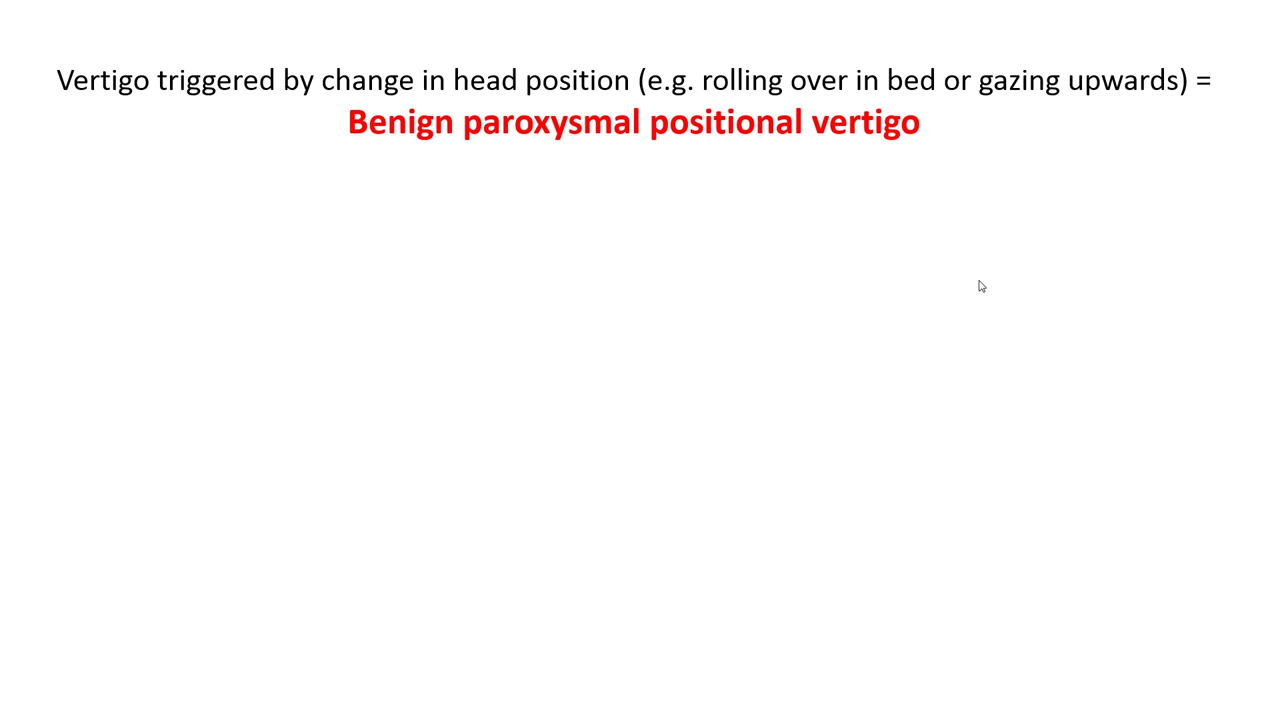 Vertigo triggered by change in head position (e.g. rolling over in bed or gazing upwards) =
Benign paroxysmal positional vertigo